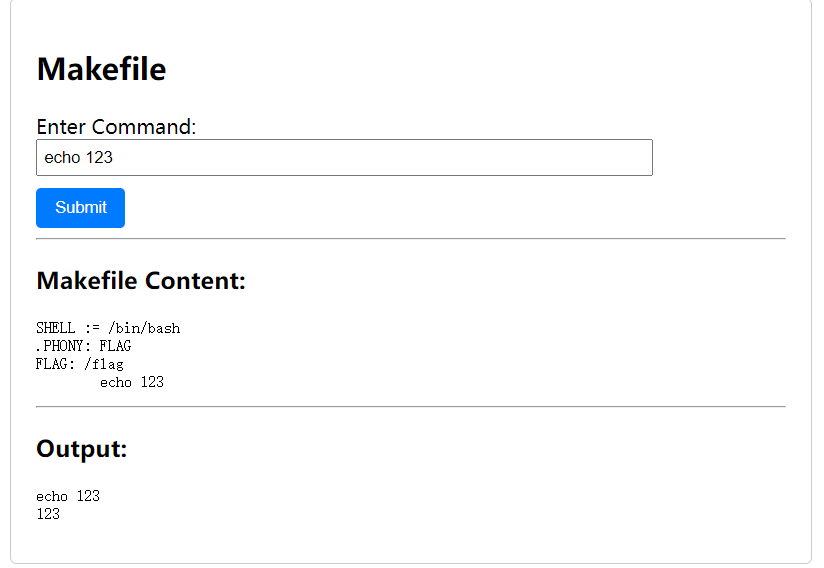 Makefile
Enter Command:
echo 123
Submit
Makefile Content:
SHELL := /bin/bash
.PHONY: FLAG
FLAG: /flag
        echo 123
Output:
echo 123
123